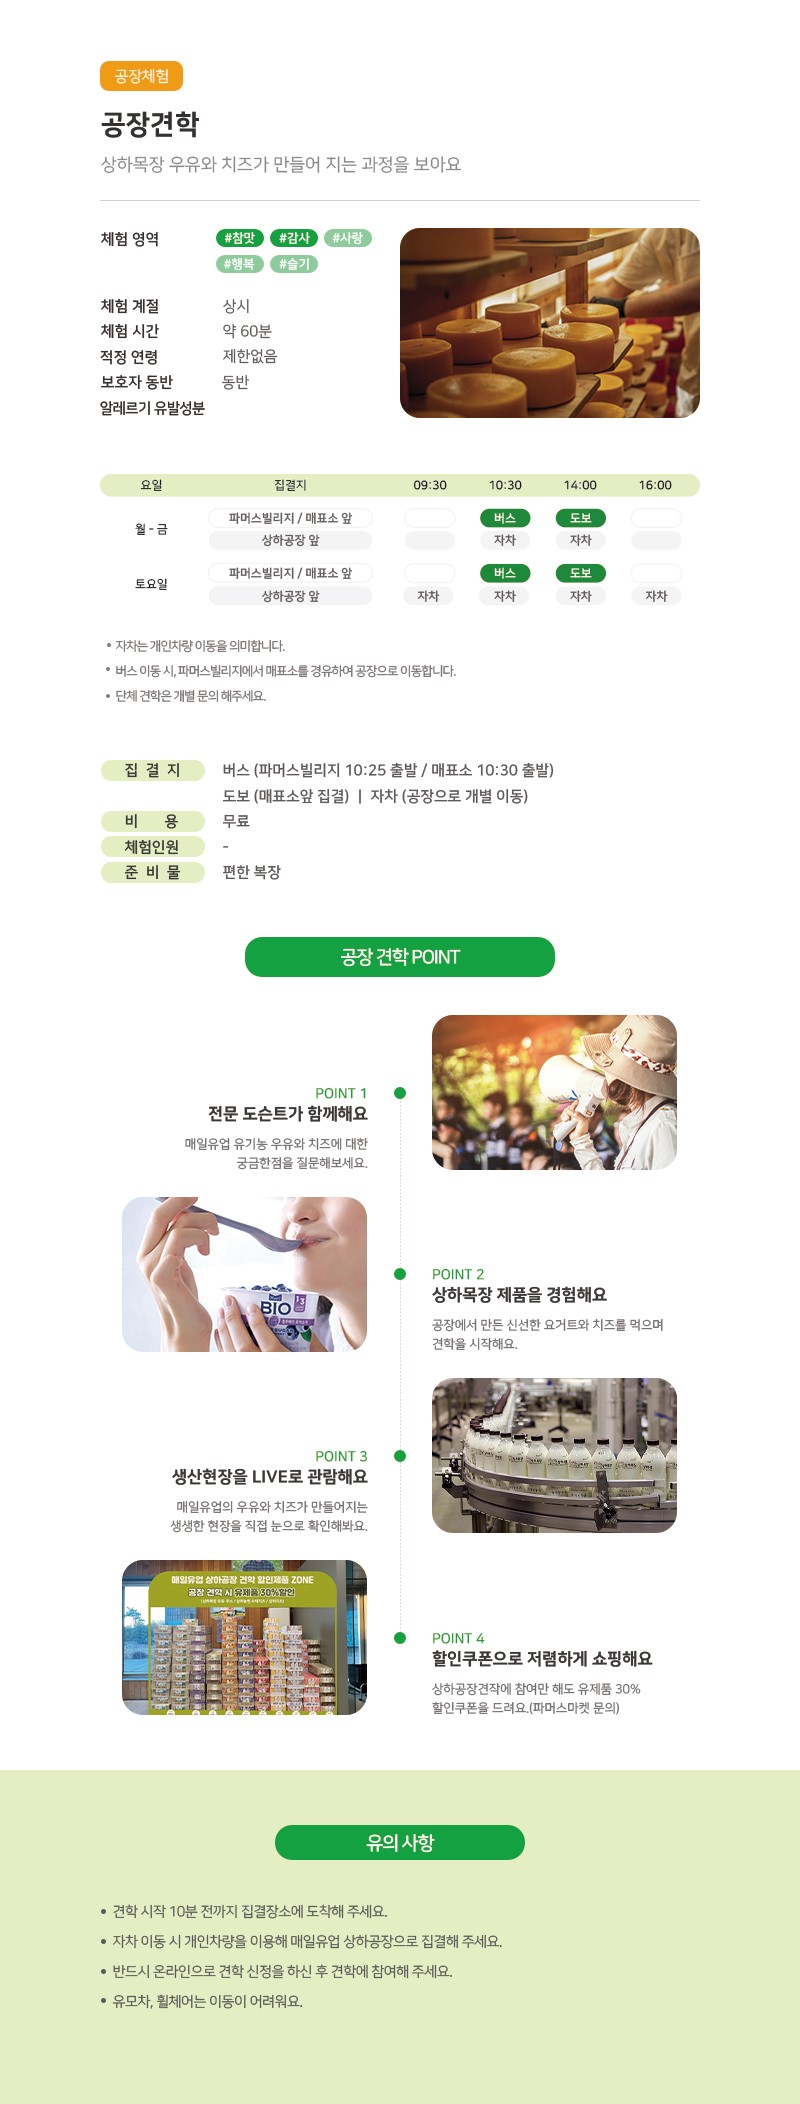 공장체험
공장견학
상하목장 우유와 치즈가 만들어 지는 과정을 보아요
체험 영역 #참맛 #감사 #사랑
#행복 #슬기
체험 계절 상시
체험 시간 약 60분
적정 연령 제한없음
보호자 동반 동반
알레르기 유발성분
요일 집결지 09:30 10:30 14:00 16:00
월 - 금
파머스빌리지 / 매표소 앞 버스 도보
상하공장 앞 자차 자차
토요일
파머스빌리지 / 매표소 앞 버스 도보
상하공장 앞 자차 자차 자차 자차
• 자차는 개인차량 이동을 의미합니다.
• 버스 이동 시, 파머스빌리지에서 매표소를 경유하여 공장으로 이동합니다.
• 단체 견학은 개별 문의 해주세요.
집 결 지 버스 (파머스빌리지 10:25 출발 / 매표소 10:30 출발)
도보 (매표소앞 집결) | 자차 (공장으로 개별 이동)
비 용 무료
체험인원 -
준 비 물 편한 복장
공장 견학 POINT
POINT 1
전문 도슨트가 함께해요
매일유업 유기농 우유와 치즈에 대한
궁금한점을 질문해보세요.
BIO
POINT 2
상하목장 제품을 경험해요
공장에서 만든 신선한 요거트와 치즈를 먹으며
견학을 시작해요.
POINT 3
생산현장을 LIVE로 관람해요
매일유업의 우유와 치즈가 만들어지는
생생한 현장을 직접 눈으로 확인해봐요.
매일유업 상하공장 견학 할인제품 ZONE
공장 견학 시 유제품 30%할인
POINT 4
할인쿠폰으로 저렴하게 쇼핑해요
상하공장견작에 참여만 해도 유제품 30%
할인쿠폰을 드려요.(파머스마켓 문의)
유의 사항
• 견학 시작 10분 전까지 집결장소에 도착해 주세요.
• 자차 이동 시 개인차량을 이용해 매일유업 상하공장으로 집결해 주세요.
• 반드시 온라인으로 견학 신정을 하신 후 견학에 참여해 주세요.
• 유모차, 휠체어는 이동이 어려워요.